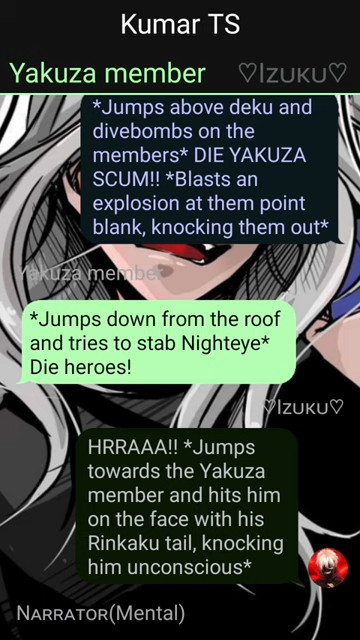 Kumar TS
Yakuza member
♡Izuku♡
*Jumps above deku and
divebombs on the
members* DIE YAKUZA
SCUM!! *Blasts an
explosion at them point
blank, knocking them out*
Yakuza member
*Jumps down from the roof
and tries to stab Nighteye*
Die heroes!
♡Izuku♡
HRRAAA!! *Jumps
towards the Yakuza
member and hits him
on the face with his
Rinkaku tail, knocking
him unconscious*
Narrator(Mental)